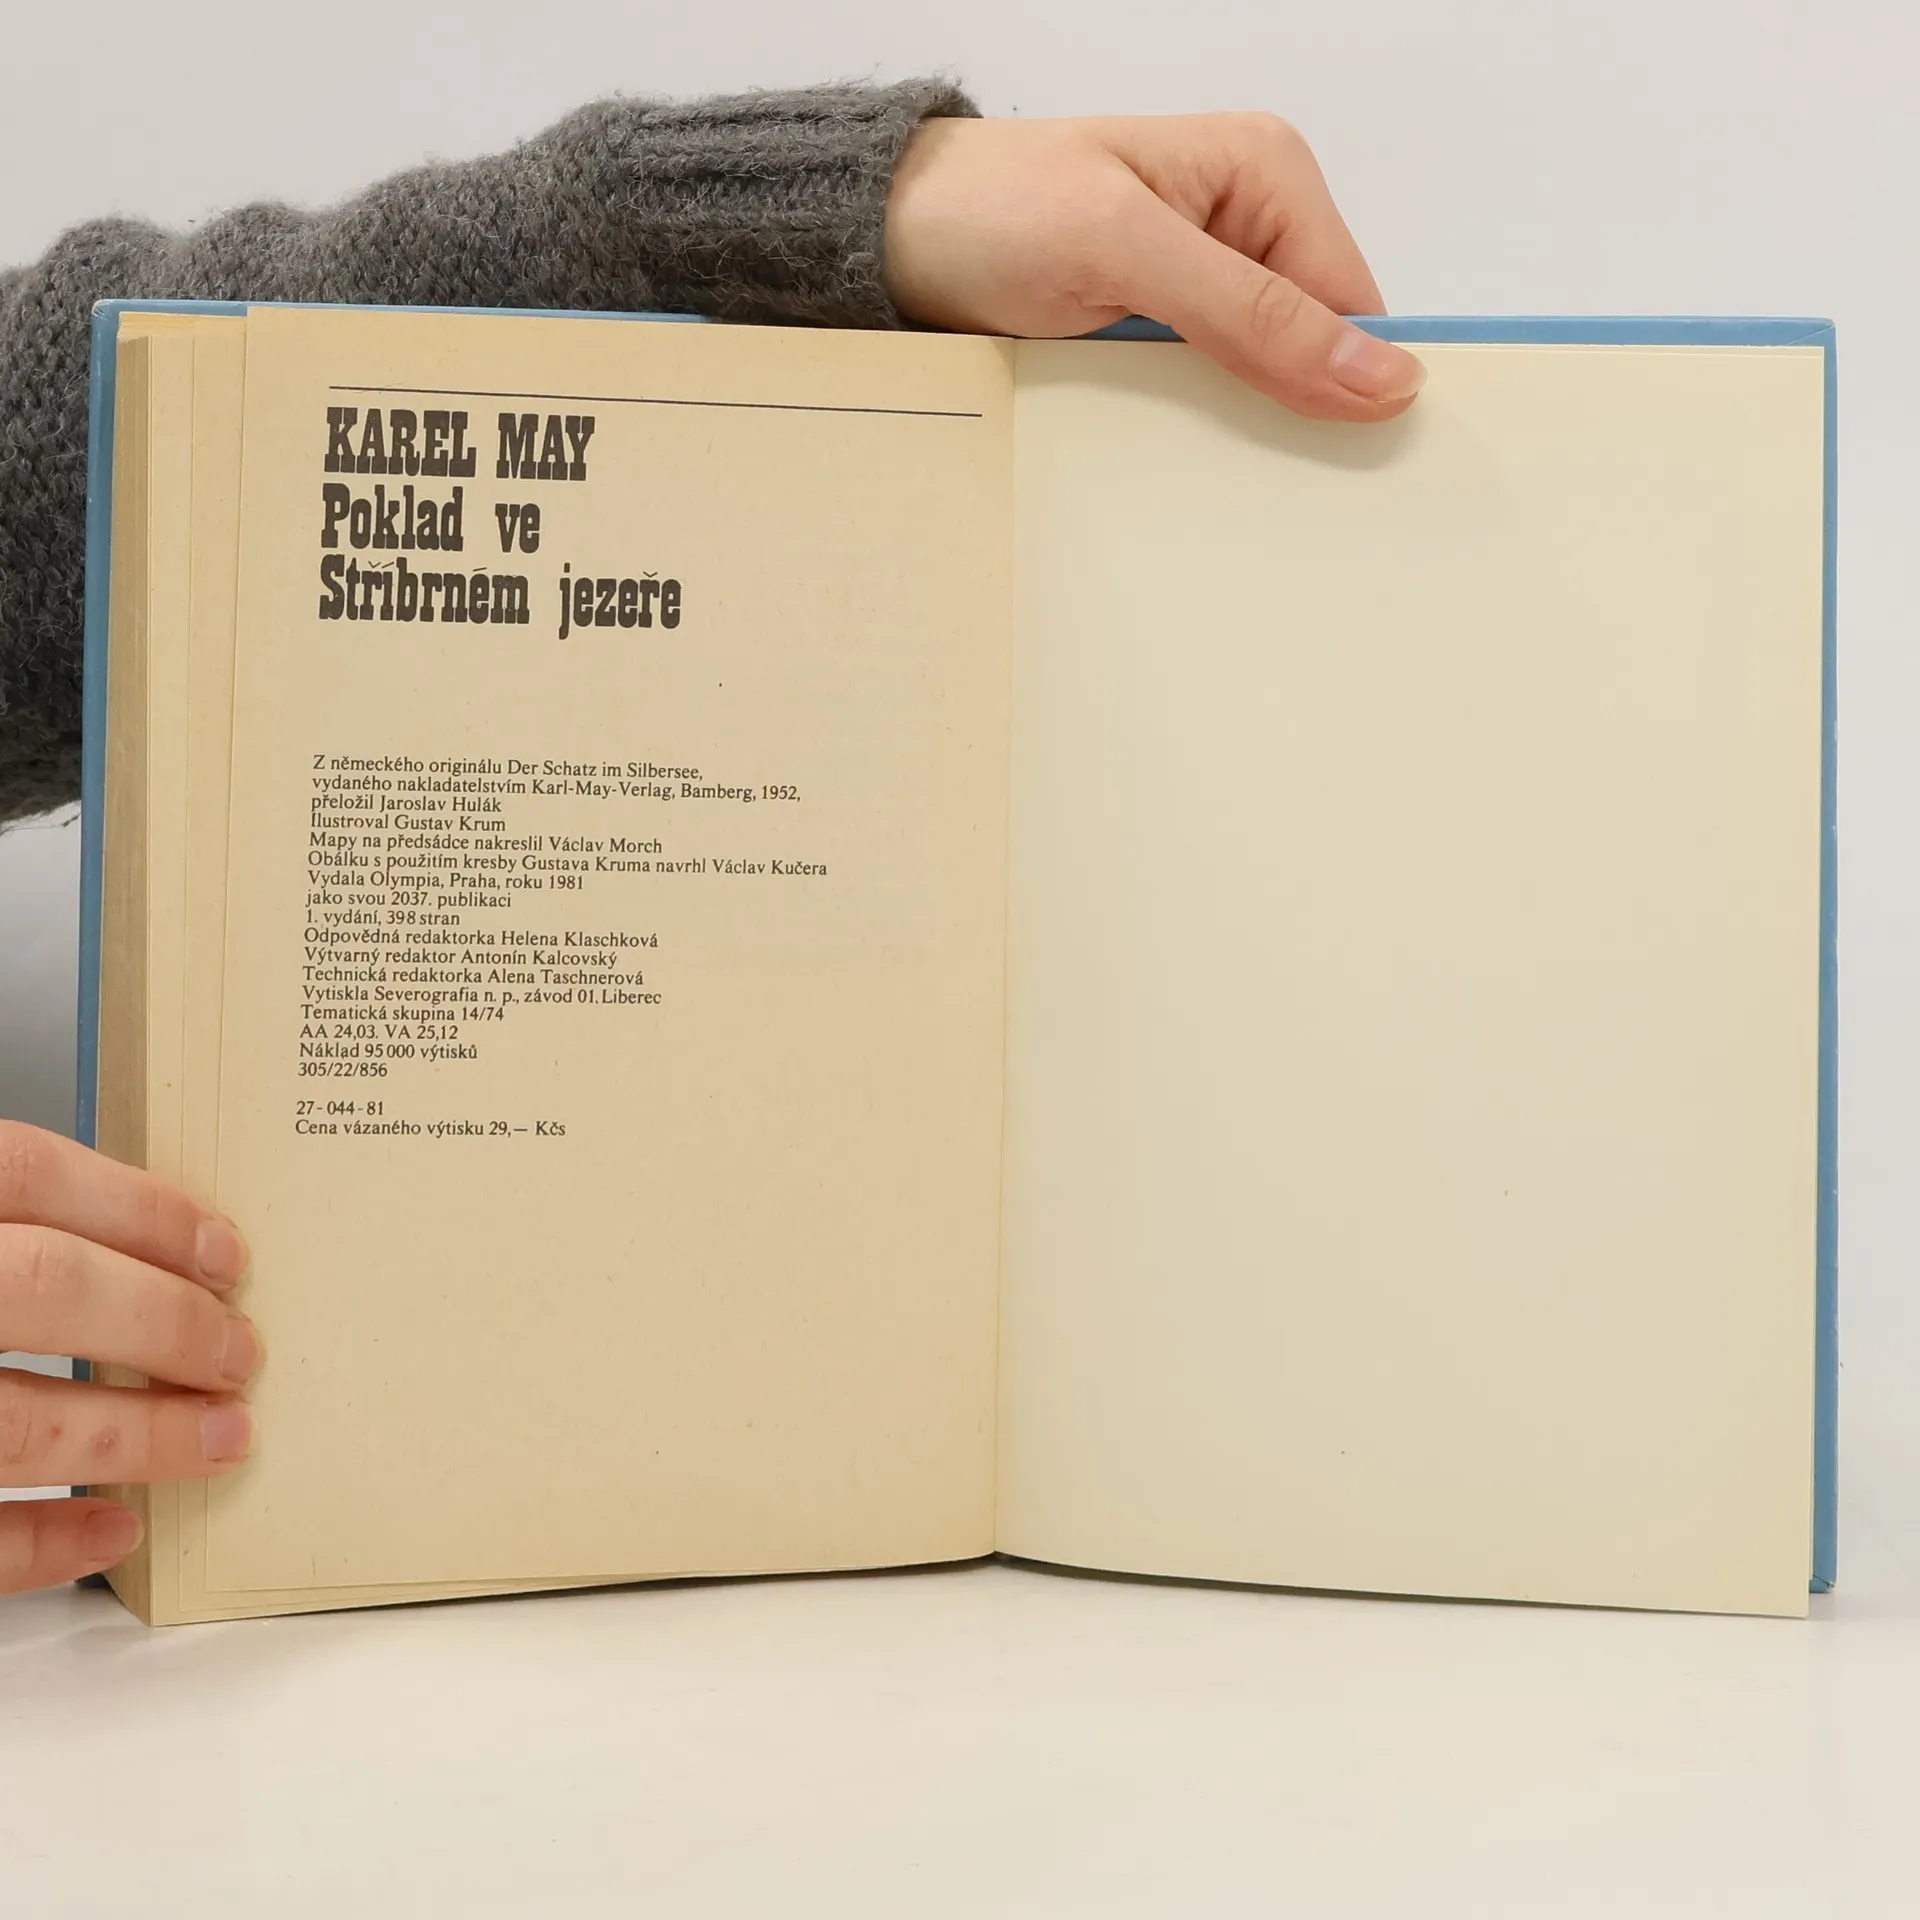 KAREL MAY
Poklad ve
Stříbrném jezeře
Z německého originálu Der Schatz im Silbersee,
vydaného nakladatelstvím Karl-May-Verlag, Bamberg, 1952,
přeložil Jaroslav Hulák
Ilustroval Gustav Krum
Mapy na předsádce nakreslil Václav Morch
Obálku s použitím kresby Gustava Kruma navrhl Václav Kučera
Vydala Olympia, Praha, roku 1981
jako svou 2037. publikaci
1. vydání, 398 stran
Odpovědná redaktorka Helena Klaschková
Výtvarný redaktor Antonín Kalcovský
Technická redaktorka Alena Taschnerová
Vytiskla Severografia n. p., závod 01, Liberec
Tematická skupina 14/74
AA 24,03. VA 25,12
Náklad 95 000 výtisků
305/22/856
27-044-81
Cena vázaného výtisku 29,— Kčs